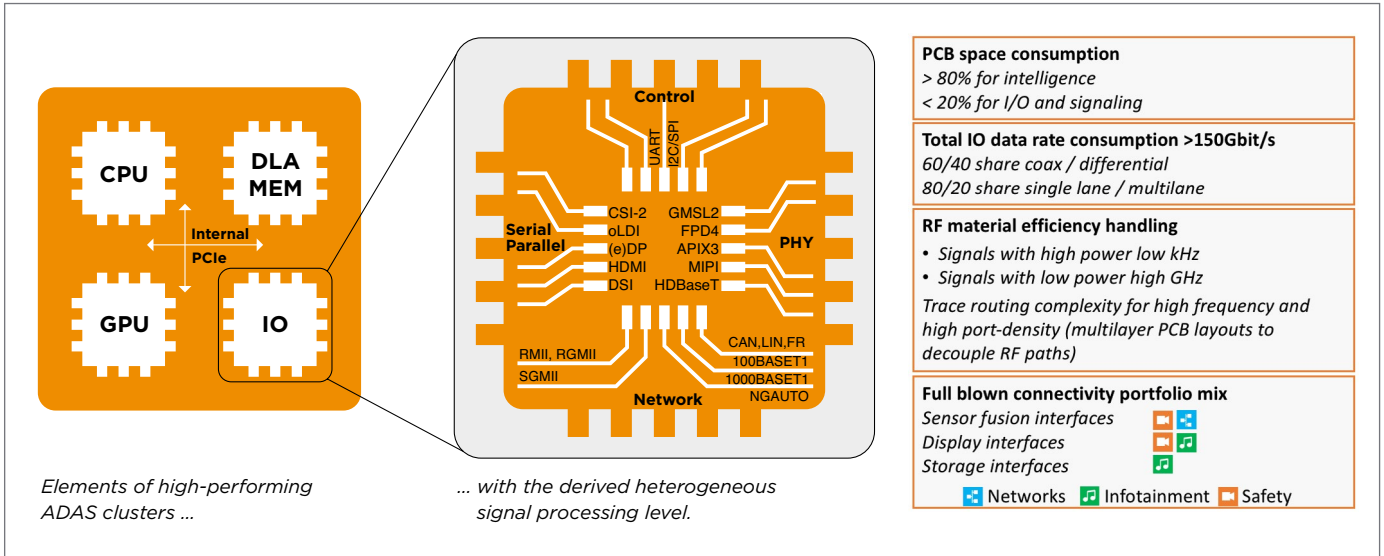 CPU
DLA
MEM
Internal
PCIe
GPU
IO
Elements of high-performing
ADAS clusters ...
Control
UART
I2C/SPI
CSI-2
oLDI
(e)DP
HDMI
DSI
Serial
Parallel
GMSL2
FPD4
APIX3
MIPI
HDBaseT
PHY
RMII, RGMII
SGMII
CAN,LIN,FR
100BASET1
1000BASET1
NGAUTO
Network
... with the derived heterogeneous
signal processing level.
PCB space consumption
> 80% for intelligence
< 20% for I/O and signaling
Total IO data rate consumption >150Gbit/s
60/40 share coax / differential
80/20 share single lane / multilane
RF material efficiency handling
• Signals with high power low kHz
• Signals with low power high GHz
Trace routing complexity for high frequency and
high port-density (multilayer PCB layouts to
decouple RF paths)
Full blown connectivity portfolio mix
Sensor fusion interfaces
Display interfaces
Storage interfaces
Networks Infotainment Safety